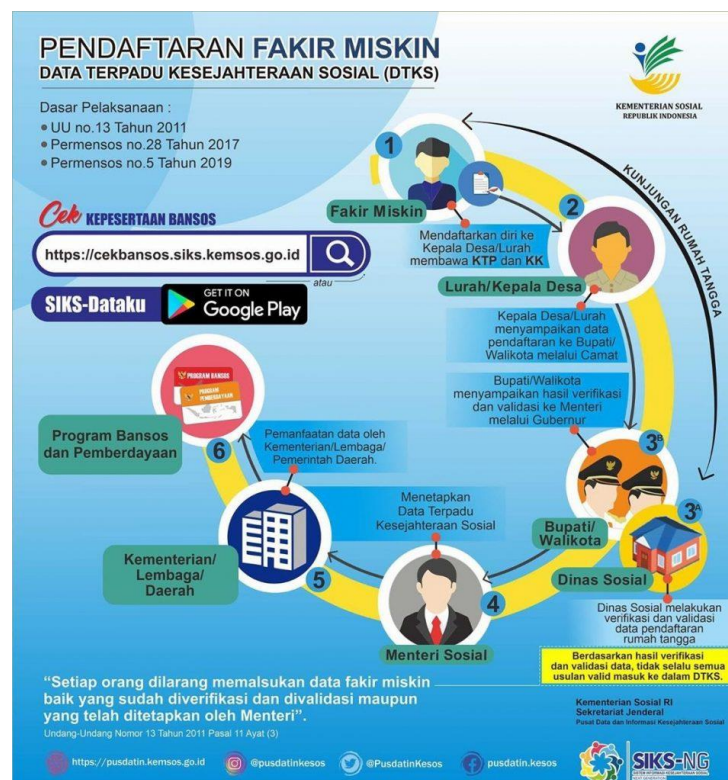 PENDAFTARAN FAKIR MISKIN
DATA TERPADU KESEJAHTERAAN SOSIAL (DTKS)
KEMENTERIAN SOSIAL
REPUBLIK INDONESIA
Dasar Pelaksanaan :
• UU no.13 Tahun 2011
• Permensos no.28 Tahun 2017
• Permensos no.5 Tahun 2019
Cek KEPESERTAAN BANSOS
https://cekbansos.siks.kemsos.go.id
atau
SIKS-Dataku
GET IT ON
Google Play
KUNJUNGAN RUMAH TANGGA
1
Fakir Miskin
Mendaftarkan diri ke
Kepala Desa/Lurah
membawa KTP dan KK
2
Lurah/Kepala Desa
Kepala Desa/Lurah
menyampaikan data
pendaftaran ke Bupati/
Walikota melalui Camat
Bupati/Walikota
menyampaikan hasil verifikasi
dan validasi ke Menteri
melalui Gubernur
3B
Bupati/
Walikota
3A
Dinas Sosial
Dinas Sosial melakukan
verifikasi dan validasi
data pendaftaran
rumah tangga
Berdasarkan hasil verifikasi
dan validasi data, tidak selalu semua
usulan valid masuk ke dalam DTKS.
Menetapkan
Data Terpadu
Kesejahteraan Sosial
4
Menteri Sosial
5
Kementerian/
Lembaga/
Daerah
Pemanfaatan data oleh
Kementerian/Lembaga/
Pemerintah Daerah.
6
PROGRAM BANSOS
PROGRAM
PEMBERDAYAAN
Program Bansos
dan Pemberdayaan
“Setiap orang dilarang memalsukan data fakir miskin
baik yang sudah diverifikasi dan divalidasi maupun
yang telah ditetapkan oleh Menteri”.
Undang-Undang Nomor 13 Tahun 2011 Pasal 11 Ayat (3)
Kementerian Sosial RI
Sekretariat Jenderal
Pusat Data dan Informasi Kesejahteraan Sosial
https://pusdatin.kemsos.go.id
@pusdatinkesos
@PusdatinKesos
pusdatin.kesos
SIKS-NG
SISTEM INFORMASI KESEJAHTERAAN SOSIAL